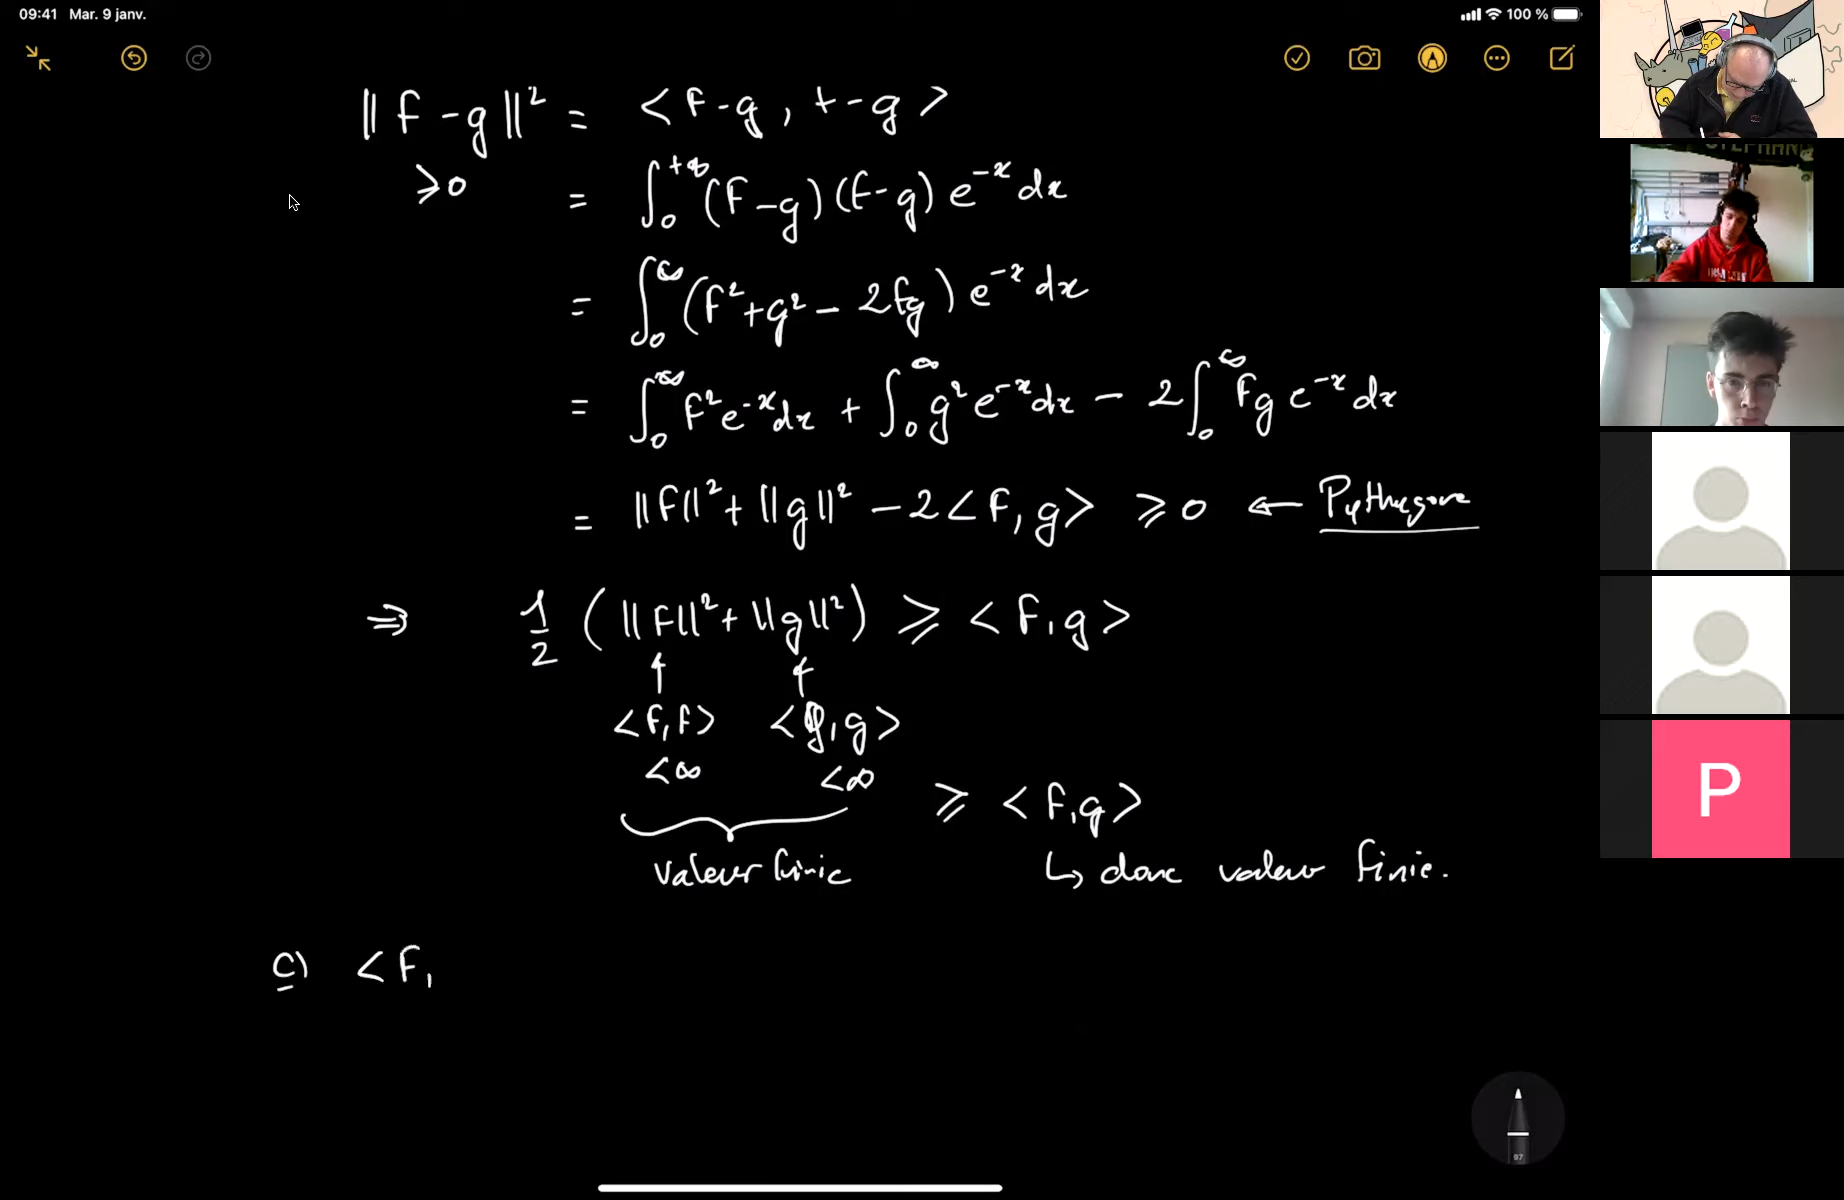 09:41 Mar. 9 janv.
100 %
‖ f - g ‖² = < f - g , f - g >
≥ 0
= ∫₀^{+∞} (f - g) (f - g) e^{-x} dx
= ∫₀^∞ (f² + g² - 2fg) e^{-x} dx
= ∫₀^∞ f² e^{-x} dx + ∫₀^∞ g² e^{-x} dx - 2 ∫₀^∞ fg e^{-x} dx
= ‖f‖² + ‖g‖² - 2 < f, g > ≥ 0 ← Pythagore
⇒ 1/2 ( ‖f‖² + ‖g‖² ) ≥ < f, g >
↑ ↑
< f, f > < g, g >
< ∞ < ∞
≥ < f, g >
valeur finie ↳ donc valeur finie.
c) < f,
P
97